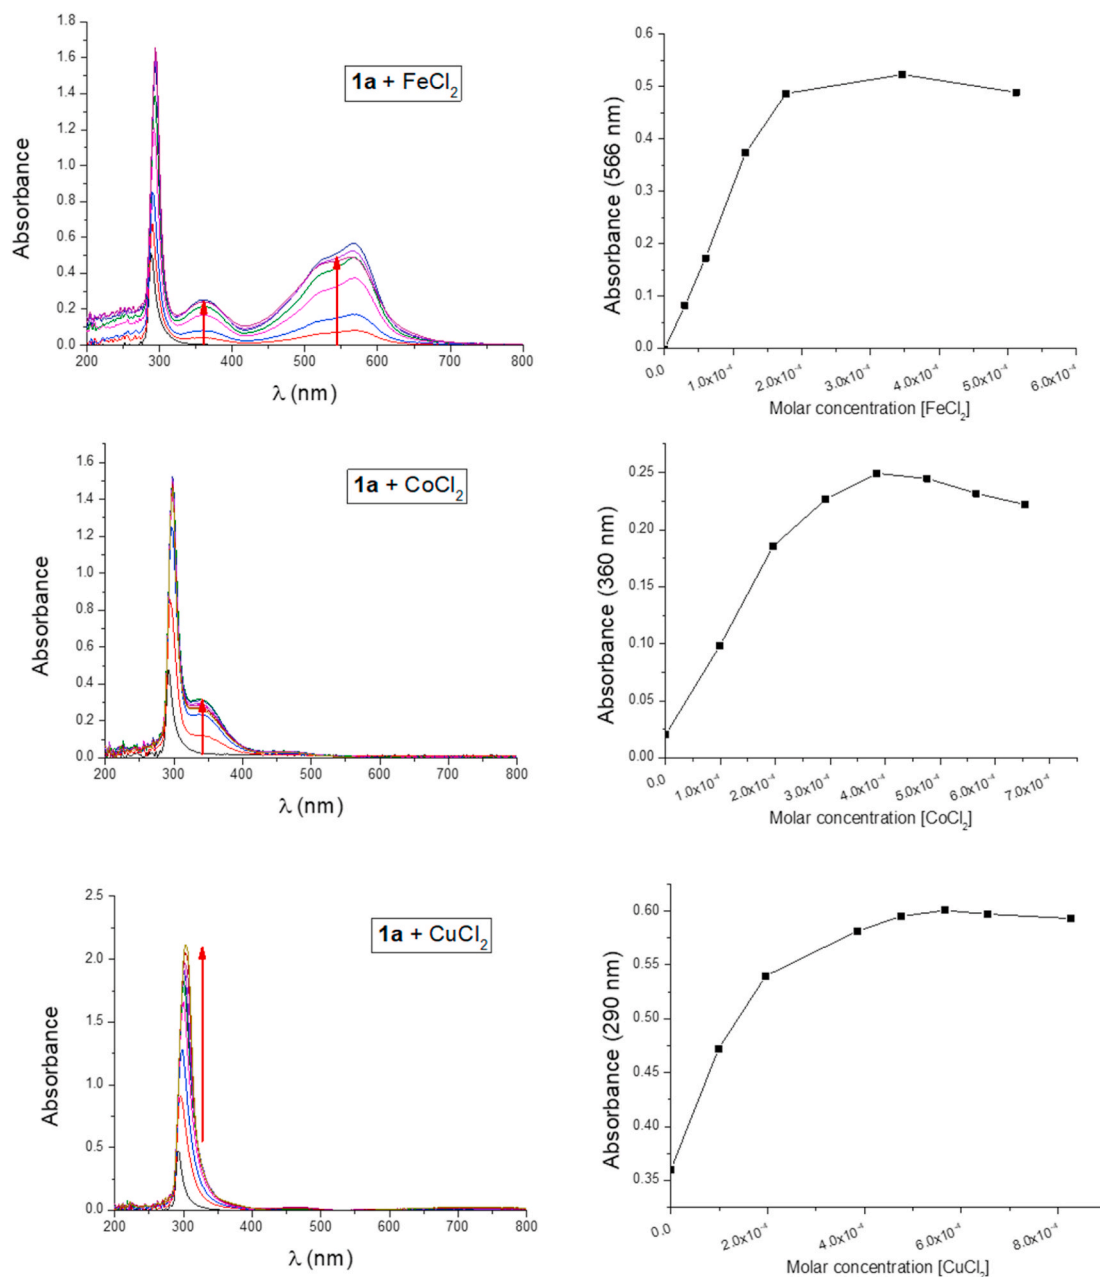 1.8
1.6
1.4
1.2
1.0
0.8
0.6
0.4
0.2
0.0
200 300 400 500 600 700 800
Absorbance
λ (nm)
1a + FeCl₂
0.6
0.5
0.4
0.3
0.2
0.1
0.0
0.0 1.0x10⁻⁴ 2.0x10⁻⁴ 3.0x10⁻⁴ 4.0x10⁻⁴ 5.0x10⁻⁴ 6.0x10⁻⁴
Absorbance (566 nm)
Molar concentration [FeCl₂]
1.6
1.4
1.2
1.0
0.8
0.6
0.4
0.2
0.0
200 300 400 500 600 700 800
Absorbance
λ (nm)
1a + CoCl₂
0.25
0.20
0.15
0.10
0.05
0.00
0.0 1.0x10⁻⁴ 2.0x10⁻⁴ 3.0x10⁻⁴ 4.0x10⁻⁴ 5.0x10⁻⁴ 6.0x10⁻⁴ 7.0x10⁻⁴
Absorbance (360 nm)
Molar concentration [CoCl₂]
2.5
2.0
1.5
1.0
0.5
0.0
200 300 400 500 600 700 800
Absorbance
λ (nm)
1a + CuCl₂
0.60
0.55
0.50
0.45
0.40
0.35
0.0 2.0x10⁻⁴ 4.0x10⁻⁴ 6.0x10⁻⁴ 8.0x10⁻⁴
Absorbance (290 nm)
Molar concentration [CuCl₂]